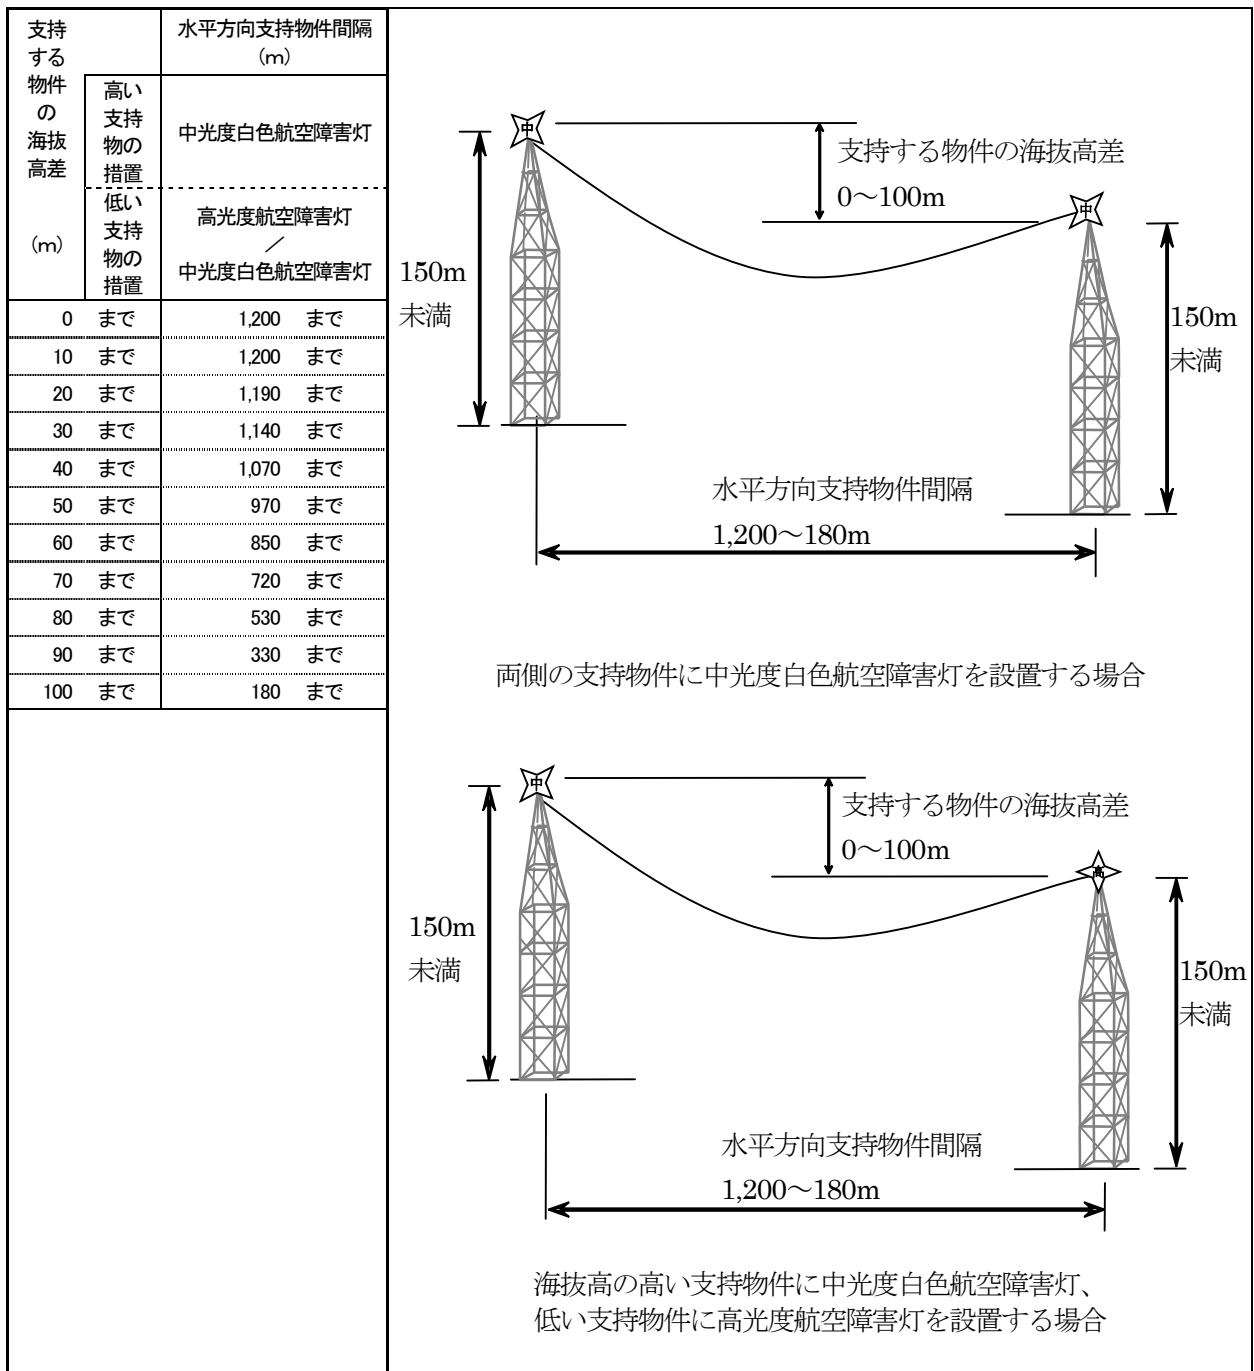 支持
する
物件
の
海抜
高差
(m)
水平方向支持物件間隔
(m)
高い
支持
物の
措置
中光度白色航空障害灯
低い
支持
物の
措置
高光度航空障害灯
／
中光度白色航空障害灯
0 まで 1,200 まで
10 まで 1,200 まで
20 まで 1,190 まで
30 まで 1,140 まで
40 まで 1,070 まで
50 まで 970 まで
60 まで 850 まで
70 まで 720 まで
80 まで 530 まで
90 まで 330 まで
100 まで 180 まで
中
支持する物件の海抜高差
0～100m
中
150m
未満
150m
未満
水平方向支持物件間隔
1,200～180m
両側の支持物件に中光度白色航空障害灯を設置する場合
中
支持する物件の海抜高差
0～100m
高
150m
未満
150m
未満
水平方向支持物件間隔
1,200～180m
海抜高の高い支持物件に中光度白色航空障害灯、
低い支持物件に高光度航空障害灯を設置する場合